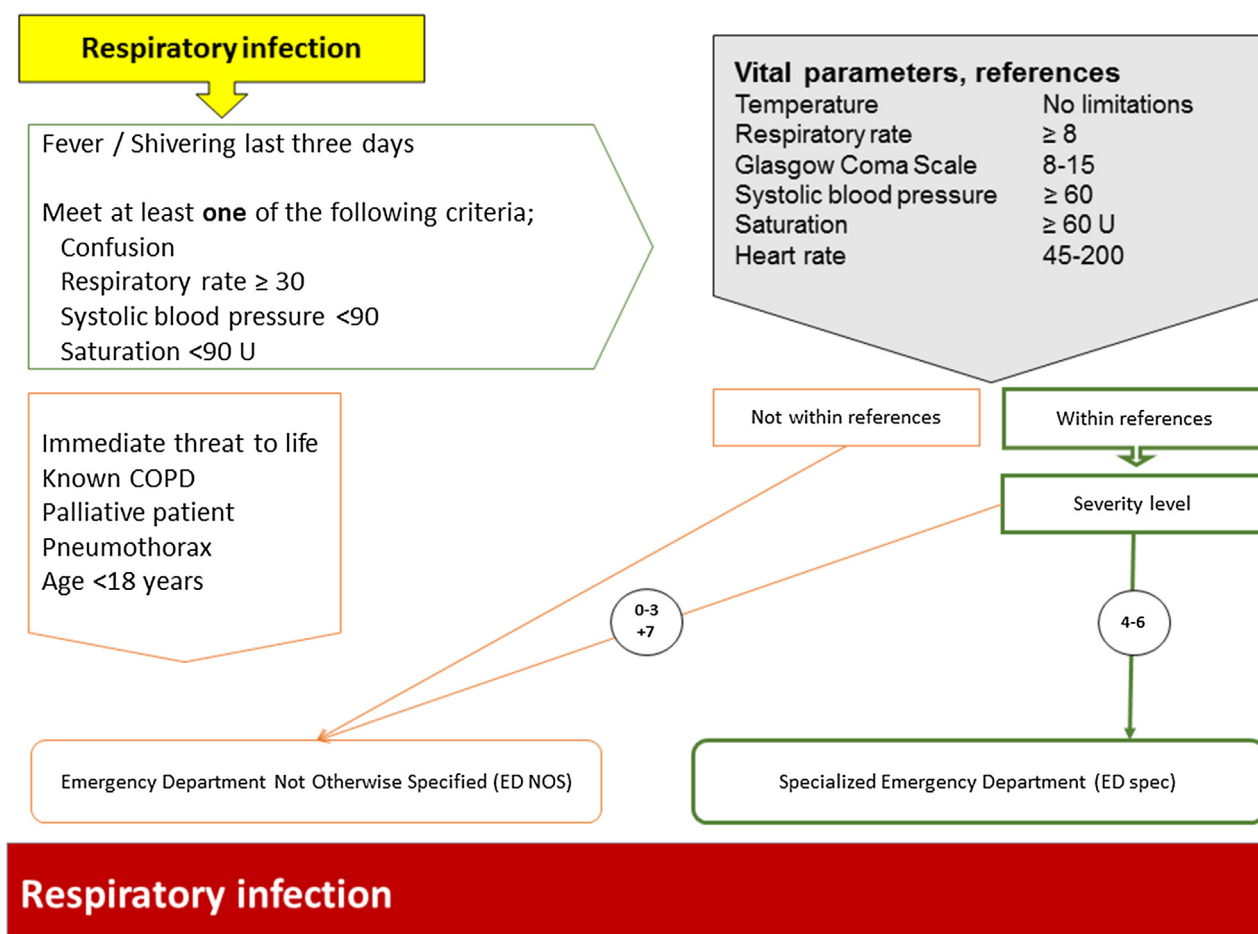 Respiratory infection
Fever / Shivering last three days
Meet at least one of the following criteria;
Confusion
Respiratory rate ≥ 30
Systolic blood pressure <90
Saturation <90 U
Immediate threat to life
Known COPD
Palliative patient
Pneumothorax
Age <18 years
Vital parameters, references
Temperature No limitations
Respiratory rate ≥ 8
Glasgow Coma Scale 8-15
Systolic blood pressure ≥ 60
Saturation ≥ 60 U
Heart rate 45-200
Not within references
Within references
Severity level
0-3
+7
4-6
Emergency Department Not Otherwise Specified (ED NOS)
Specialized Emergency Department (ED spec)
Respiratory infection